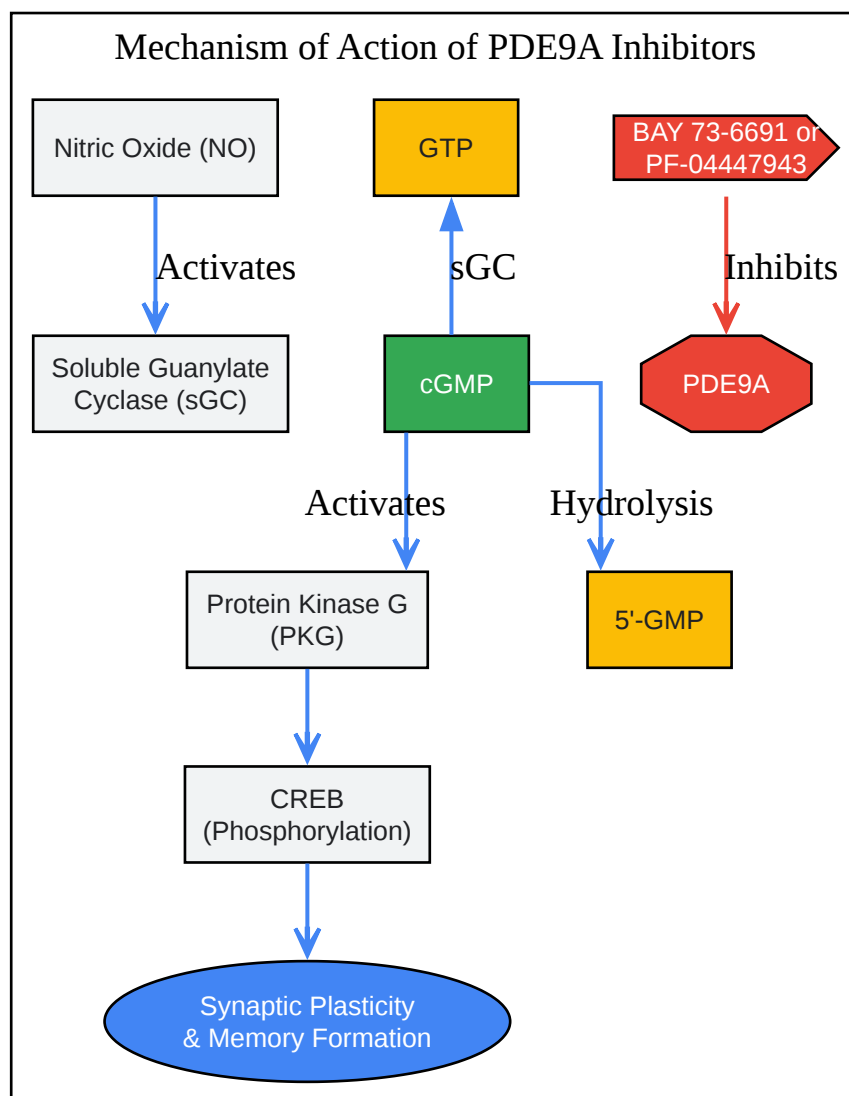 Mechanism of Action of PDE9A Inhibitors
Nitric Oxide (NO)
GTP
BAY 73-6691 or
PF-04447943
Activates
sGC
Inhibits
Soluble Guanylate
Cyclase (sGC)
cGMP
PDE9A
Activates
Hydrolysis
Protein Kinase G
(PKG)
5'-GMP
CREB
(Phosphorylation)
Synaptic Plasticity
& Memory Formation